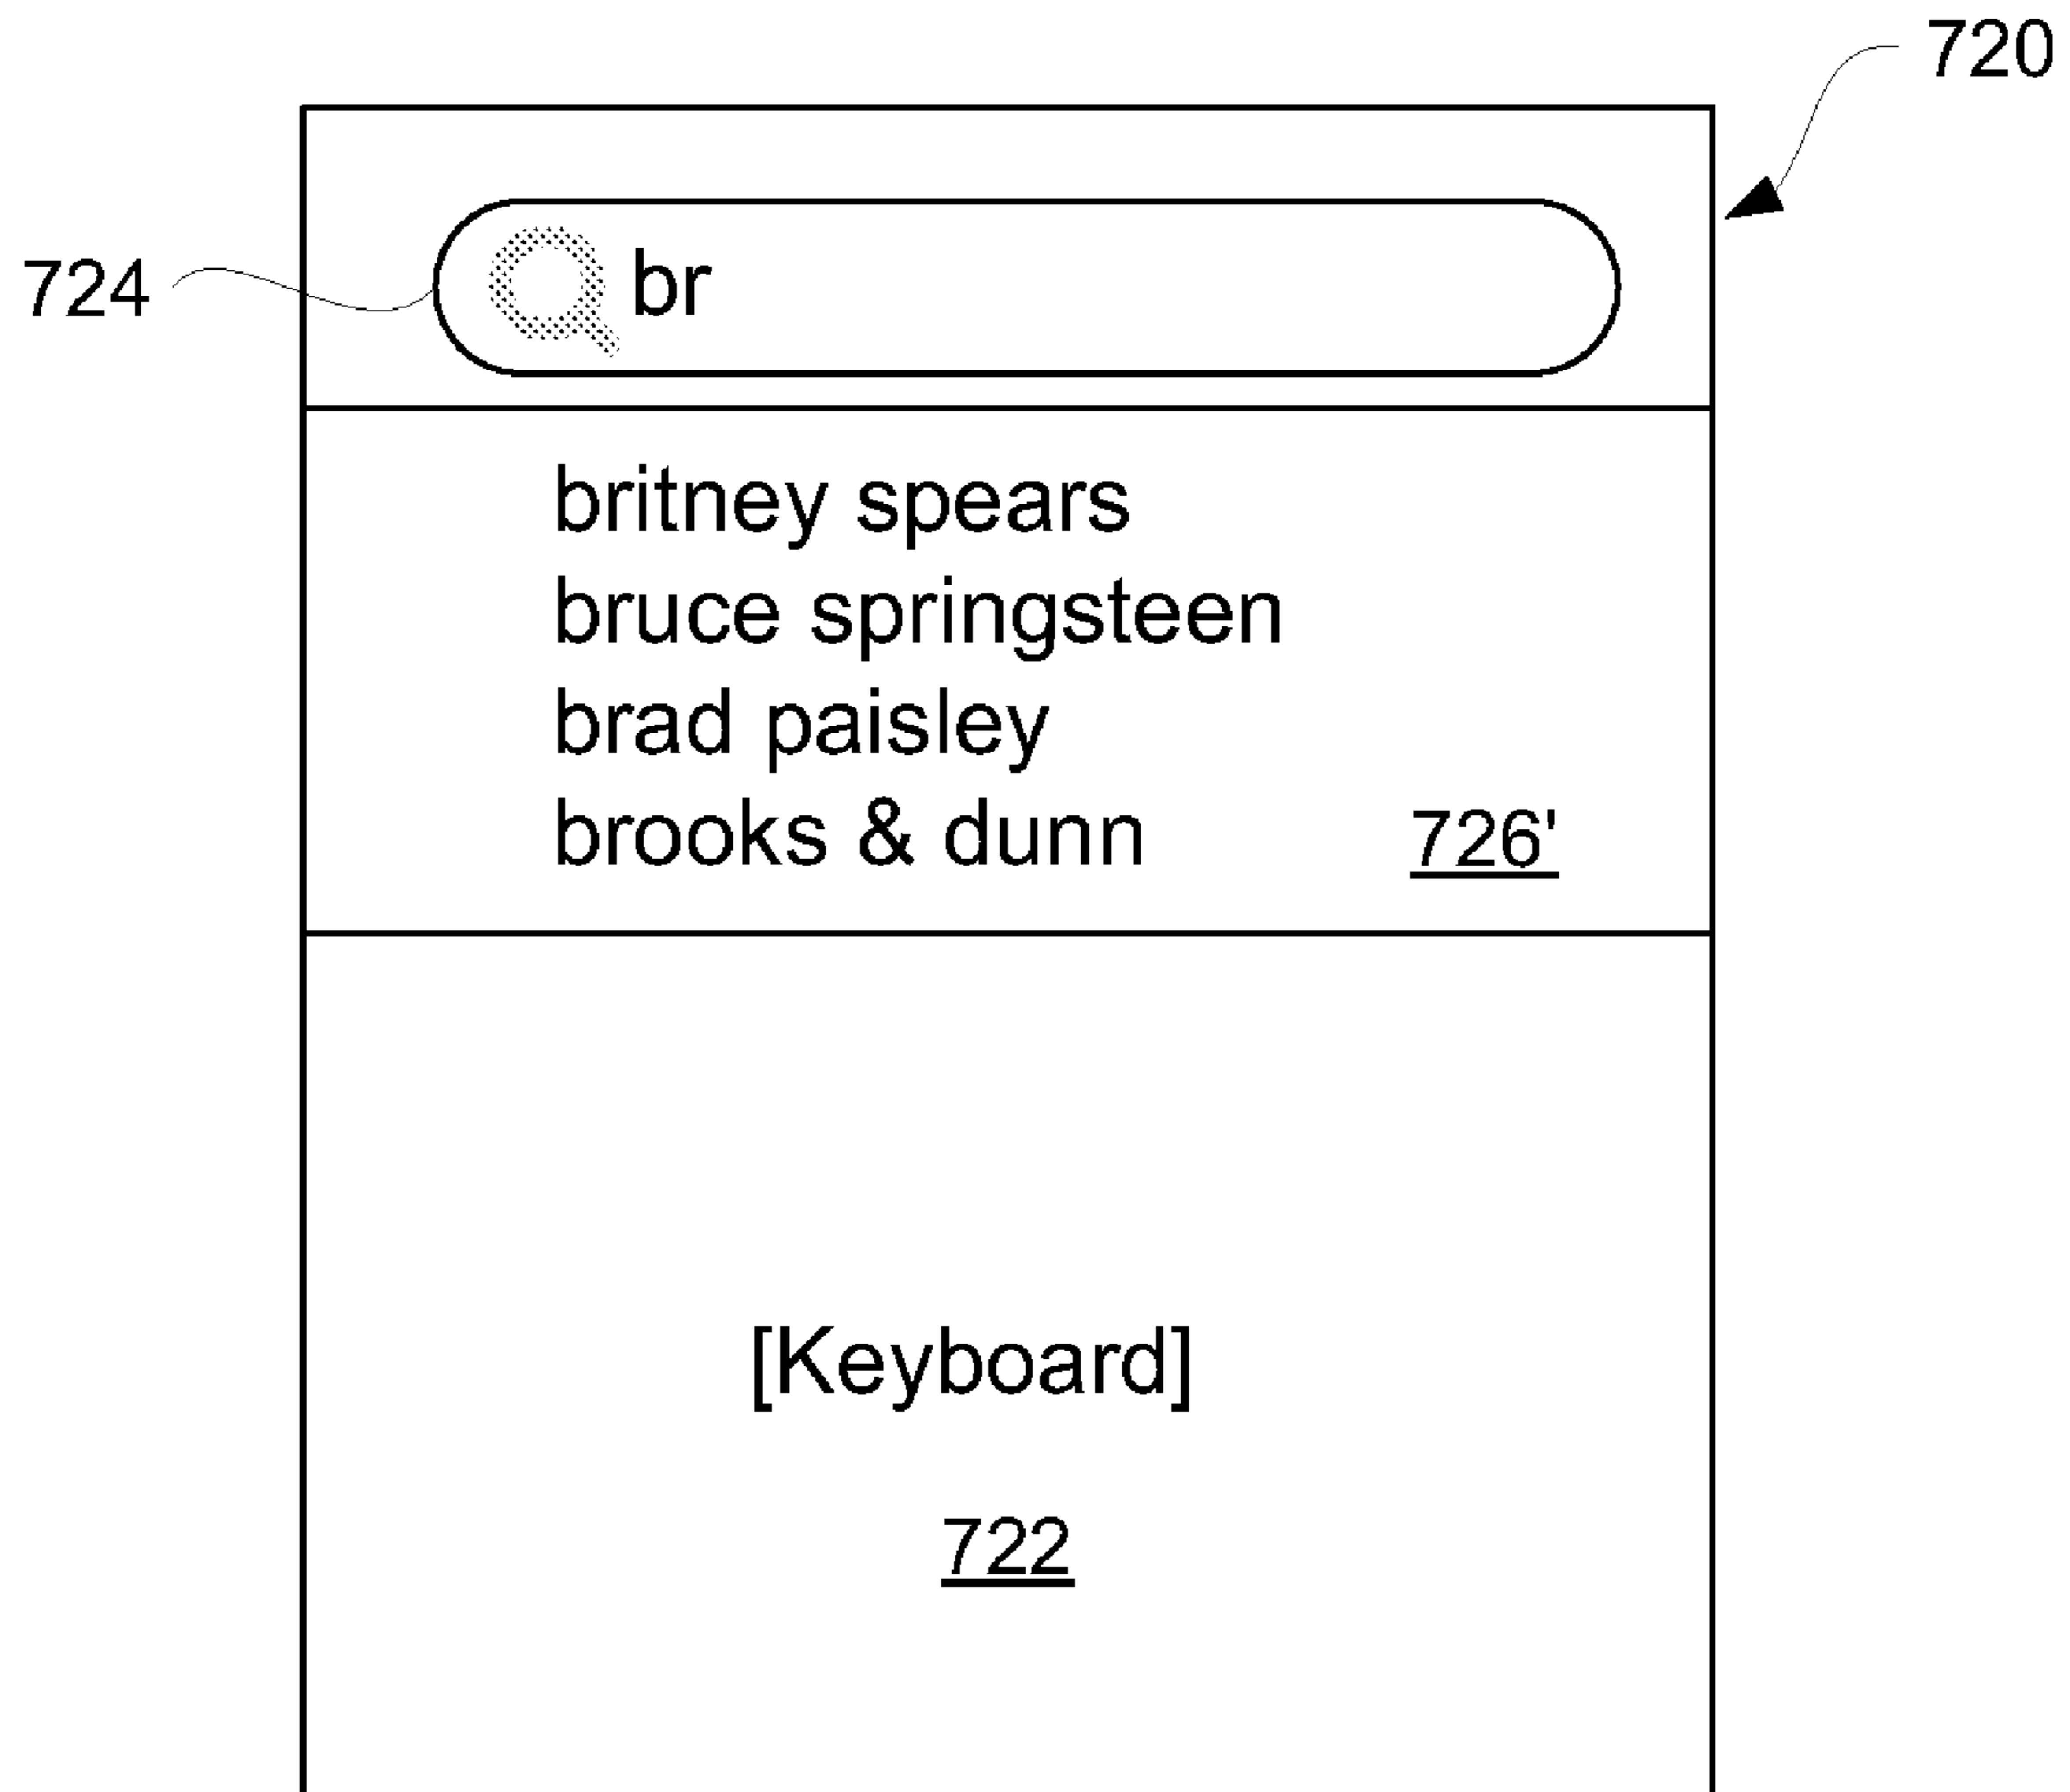 720
724
br
britney spears
bruce springsteen
brad paisley
brooks & dunn
726'
[Keyboard]
722